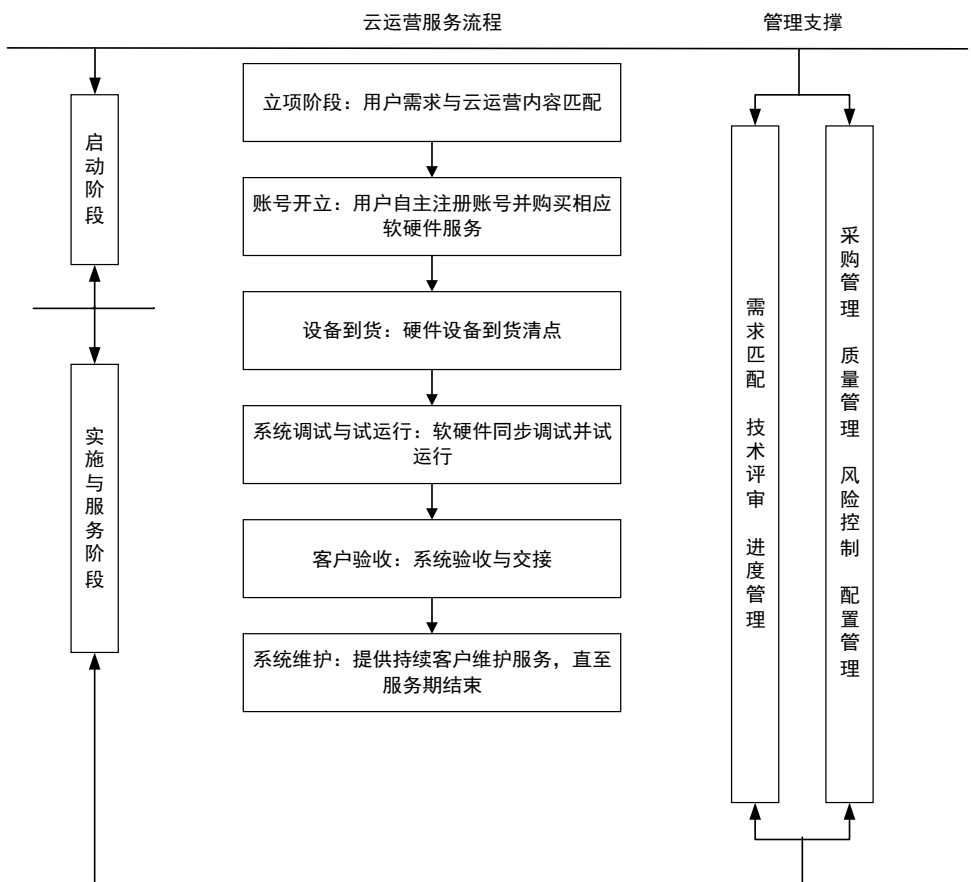 云运营服务流程
管理支撑
启动阶段
实施与服务阶段
立项阶段：用户需求与云运营内容匹配
账号开立：用户自主注册账号并购买相应
软硬件服务
设备到货：硬件设备到货清点
系统调试与试运行：软硬件同步调试并试
运行
客户验收：系统验收与交接
系统维护：提供持续客户维护服务，直至
服务期结束
需求匹配 技术评审 进度管理
采购管理 质量管理 风险控制 配置管理